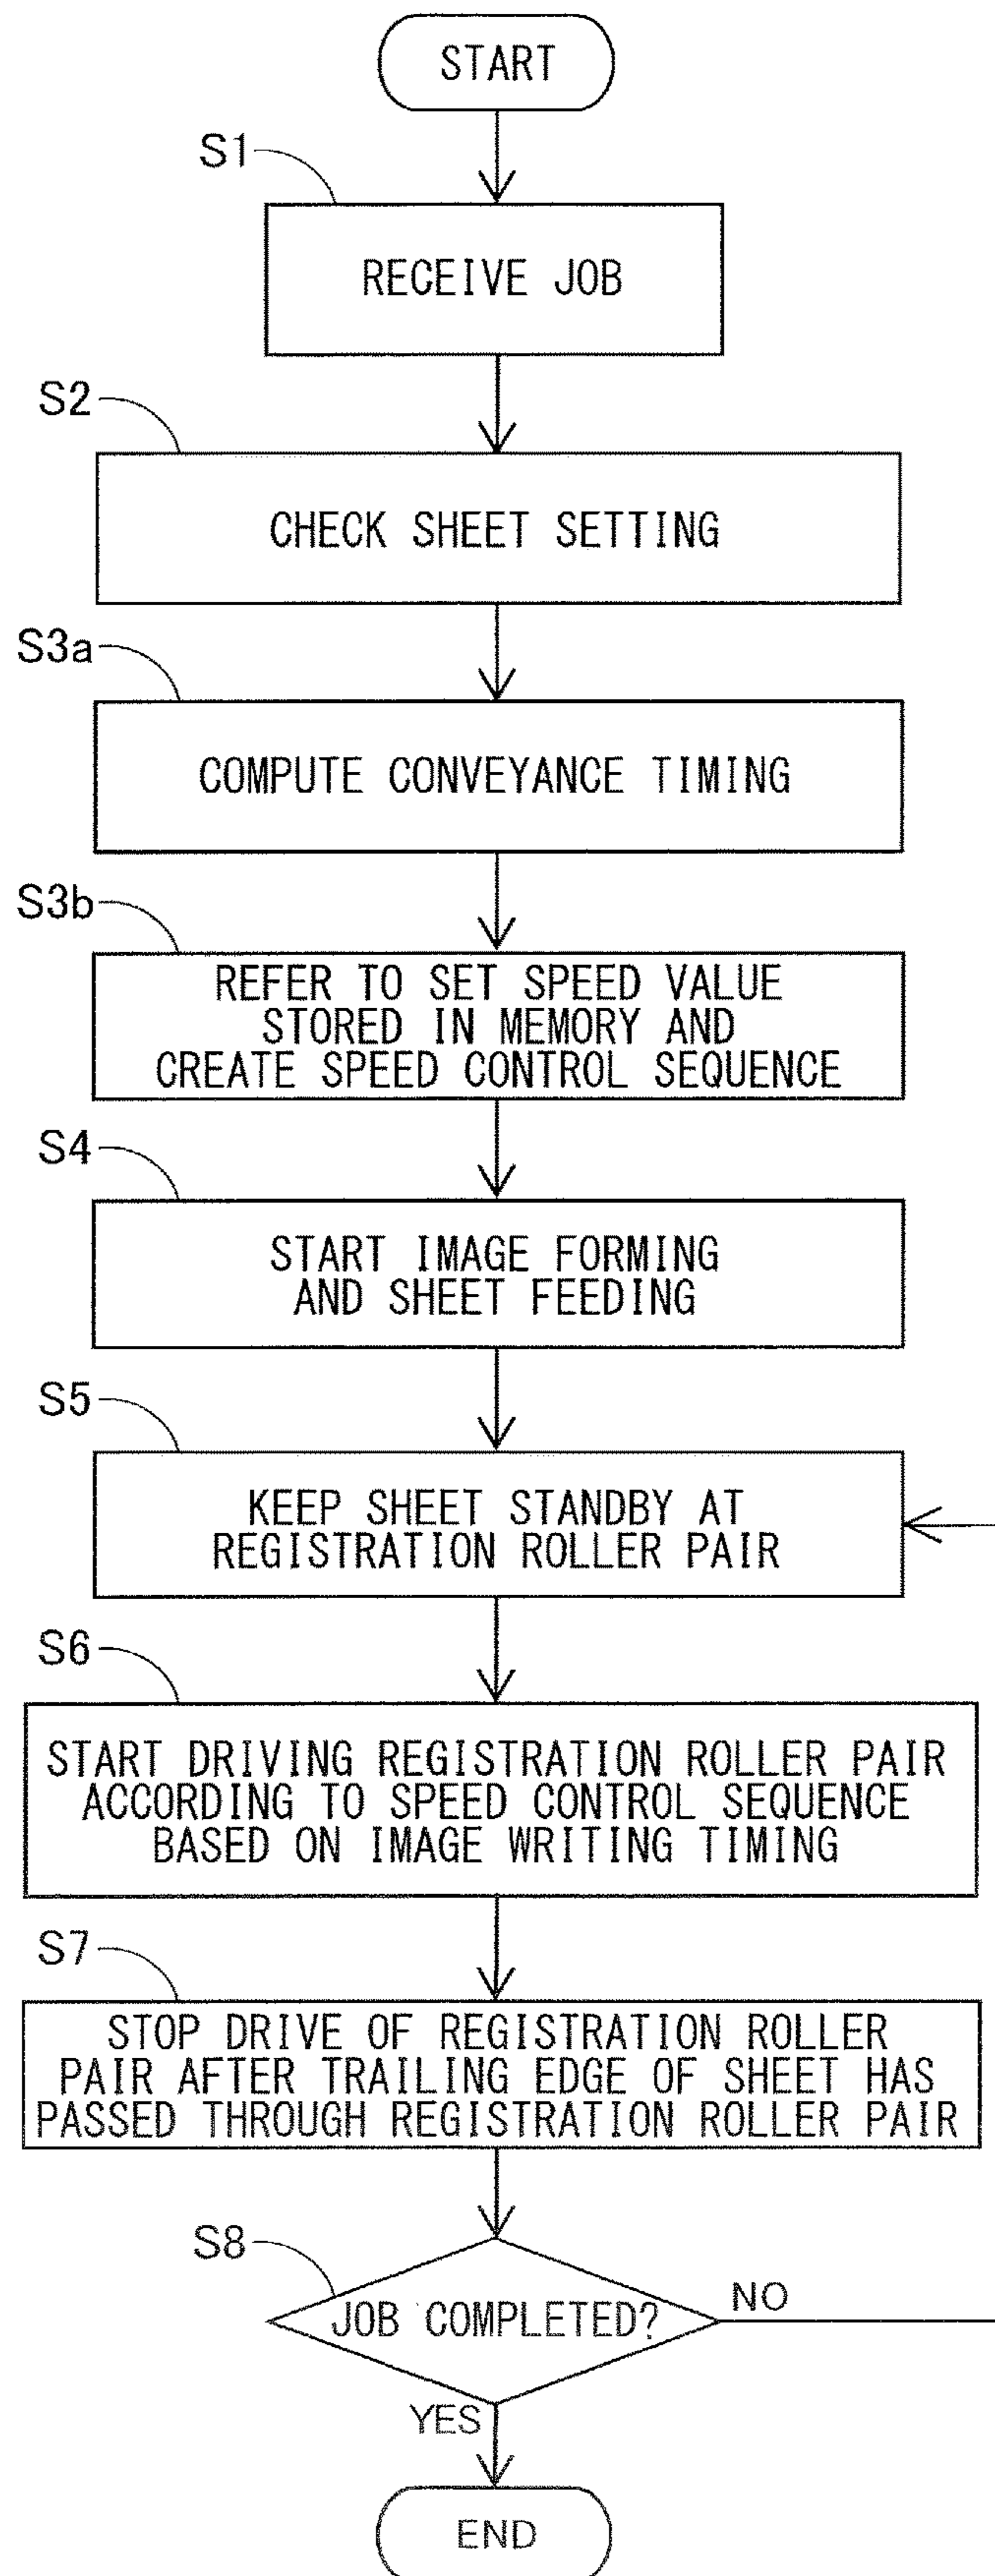 START
S1
RECEIVE JOB
S2
CHECK SHEET SETTING
S3a
COMPUTE CONVEYANCE TIMING
S3b
REFER TO SET SPEED VALUE
STORED IN MEMORY AND
CREATE SPEED CONTROL SEQUENCE
S4
START IMAGE FORMING
AND SHEET FEEDING
S5
KEEP SHEET STANDBY AT
REGISTRATION ROLLER PAIR
S6
START DRIVING REGISTRATION ROLLER PAIR
ACCORDING TO SPEED CONTROL SEQUENCE
BASED ON IMAGE WRITING TIMING
S7
STOP DRIVE OF REGISTRATION ROLLER
PAIR AFTER TRAILING EDGE OF SHEET HAS
PASSED THROUGH REGISTRATION ROLLER PAIR
S8
JOB COMPLETED?
NO
YES
END